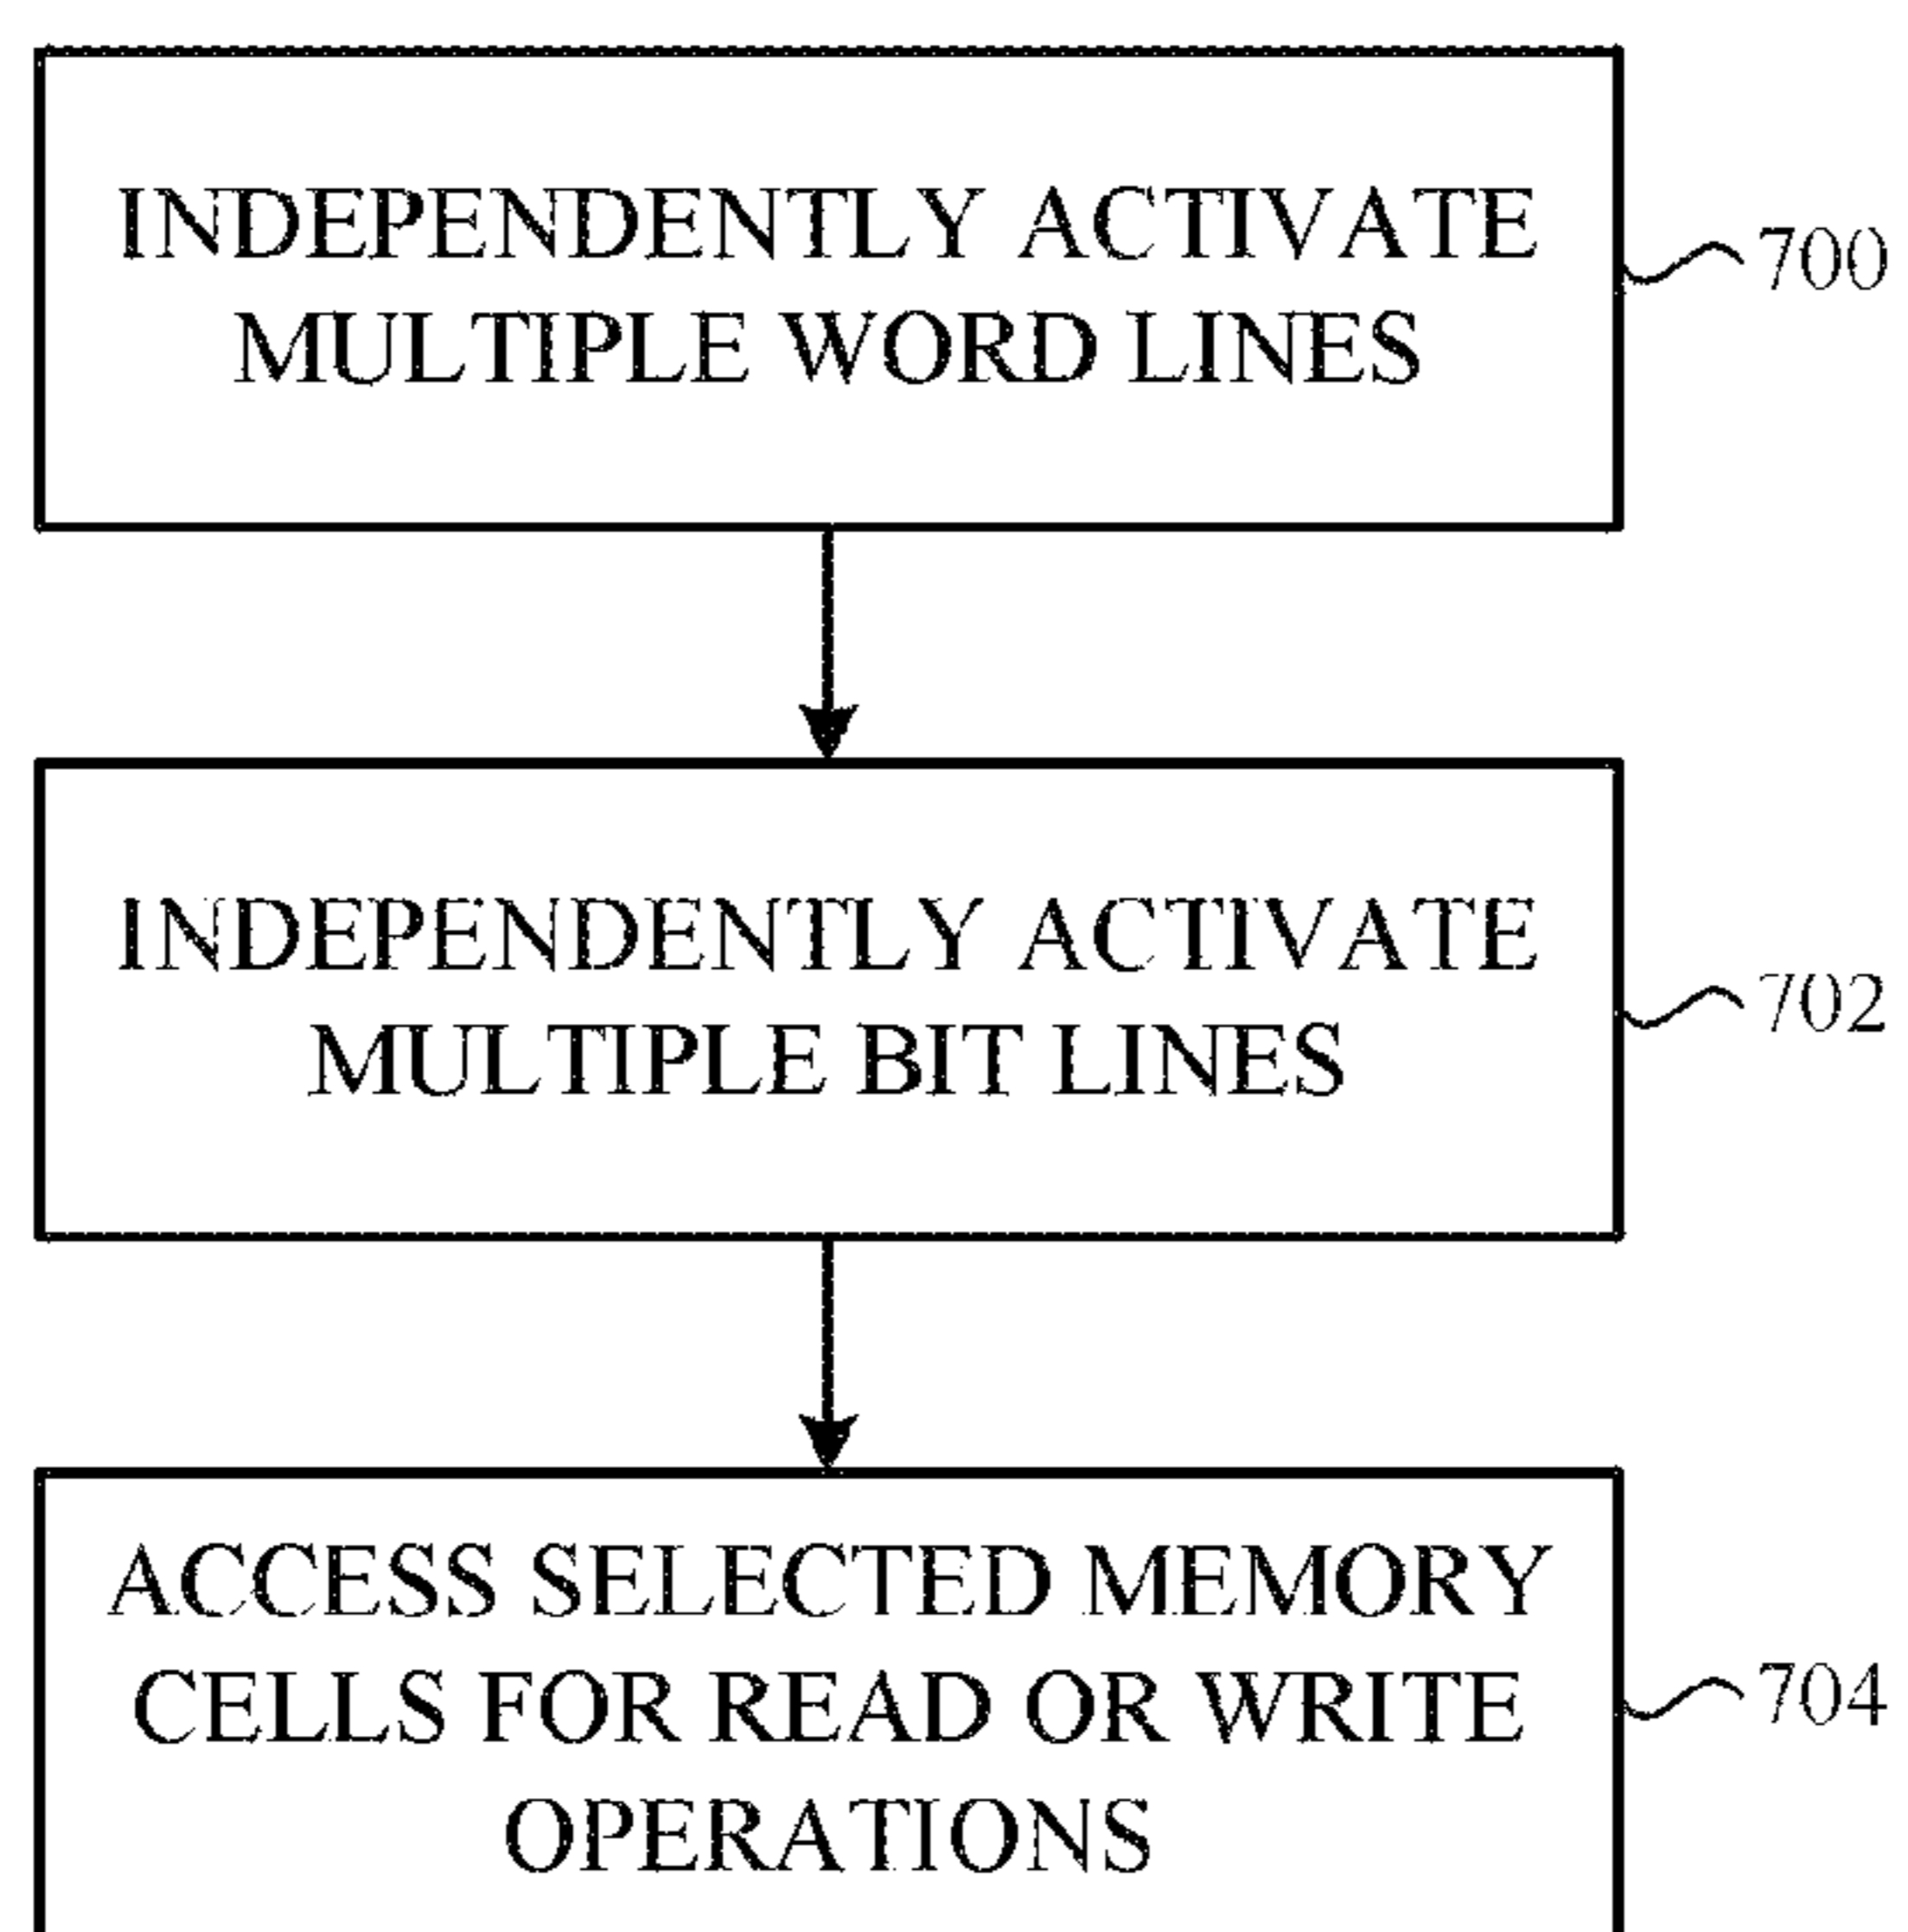 INDEPENDENTLY ACTIVATE
MULTIPLE WORD LINES
700
INDEPENDENTLY ACTIVATE
MULTIPLE BIT LINES
702
ACCESS SELECTED MEMORY
CELLS FOR READ OR WRITE
OPERATIONS
704